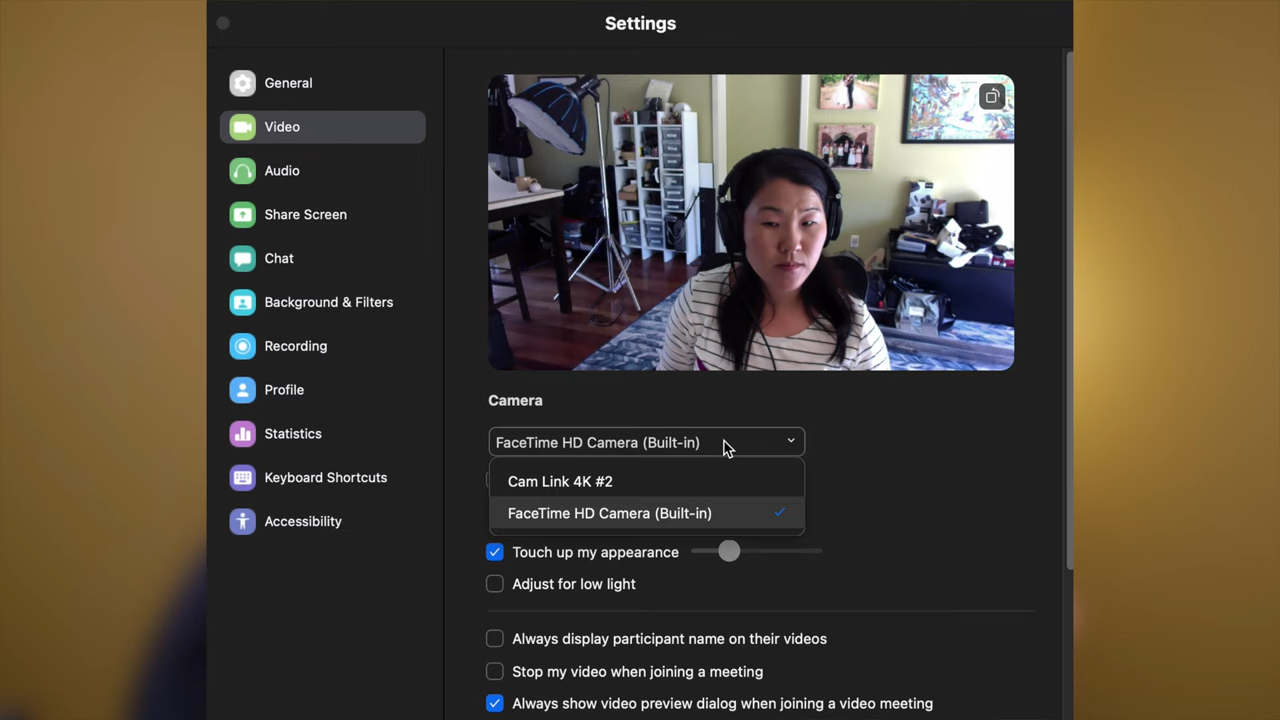 Settings
General
Video
Audio
Share Screen
Chat
Background & Filters
Recording
Profile
Statistics
Keyboard Shortcuts
Accessibility
Camera
FaceTime HD Camera (Built-in)
Cam Link 4K #2
FaceTime HD Camera (Built-in)
Touch up my appearance
Adjust for low light
Always display participant name on their videos
Stop my video when joining a meeting
Always show video preview dialog when joining a video meeting